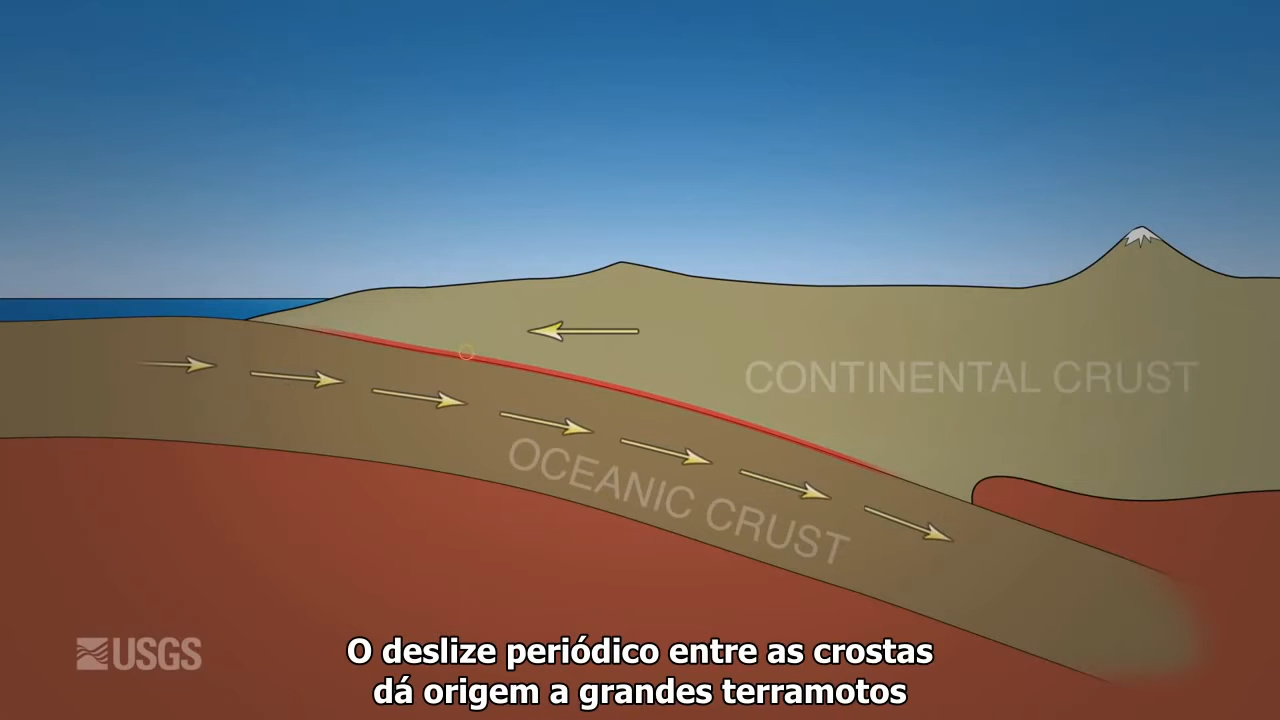 CONTINENTAL CRUST
OCEANIC CRUST
USGS
O deslize periódico entre as crostas
dá origem a grandes terramotos